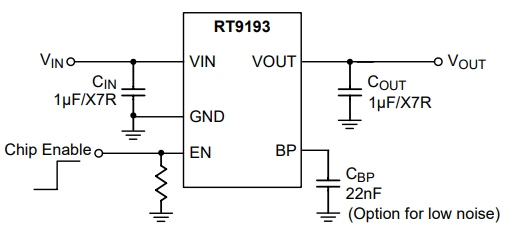 RT9193
VIN
VIN
VOUT
VOUT
CIN
1µF/X7R
COUT
1µF/X7R
GND
Chip Enable
EN
BP
CBP
22nF
(Option for low noise)